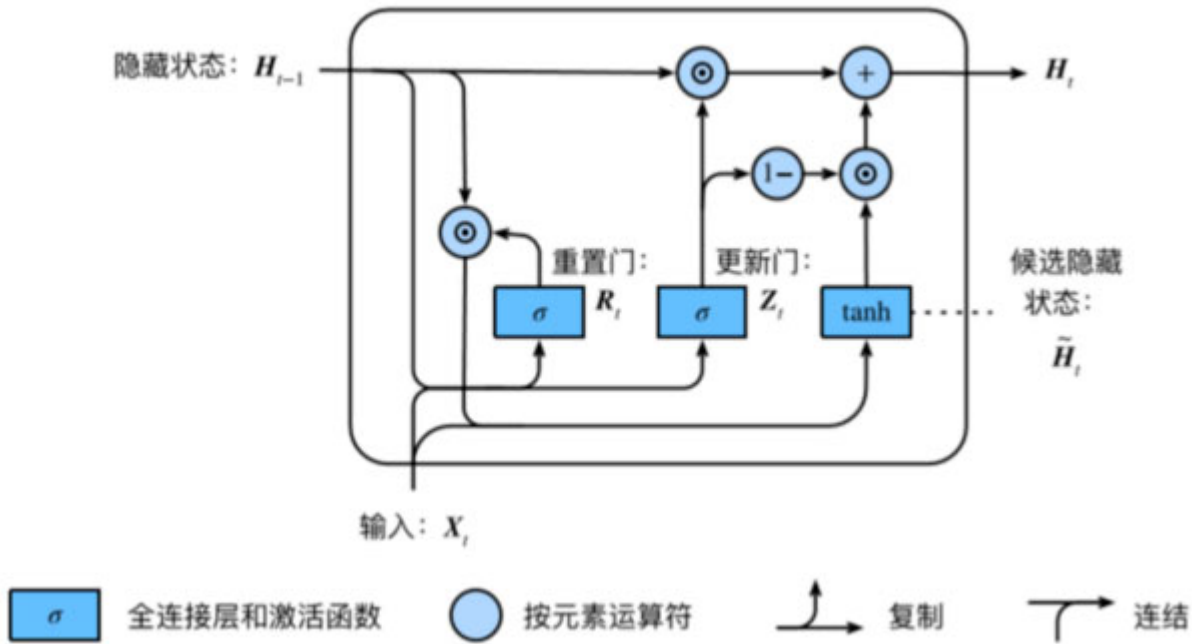 隐藏状态：H_{t-1}
⊙
+
H_t
1−
⊙
⊙
重置门：
R_t
更新门：
Z_t
候选隐藏
状态：
H̃_t
σ
σ
tanh
输入：X_t
σ 全连接层和激活函数
按元素运算符
复制
连结